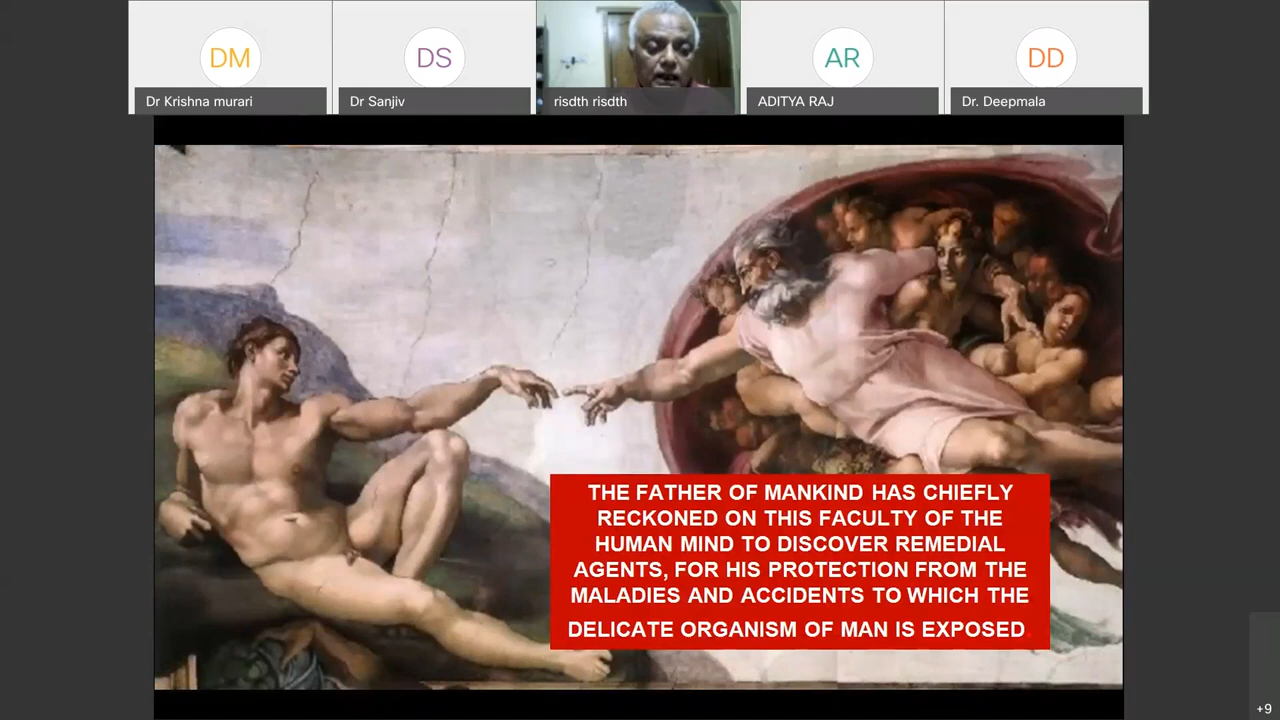 DM
DS
AR
DD
Dr Krishna murari
Dr Sanjiv
risdth risdth
ADITYA RAJ
Dr. Deepmala
THE FATHER OF MANKIND HAS CHIEFLY
RECKONED ON THIS FACULTY OF THE
HUMAN MIND TO DISCOVER REMEDIAL
AGENTS, FOR HIS PROTECTION FROM THE
MALADIES AND ACCIDENTS TO WHICH THE
DELICATE ORGANISM OF MAN IS EXPOSED.
+9